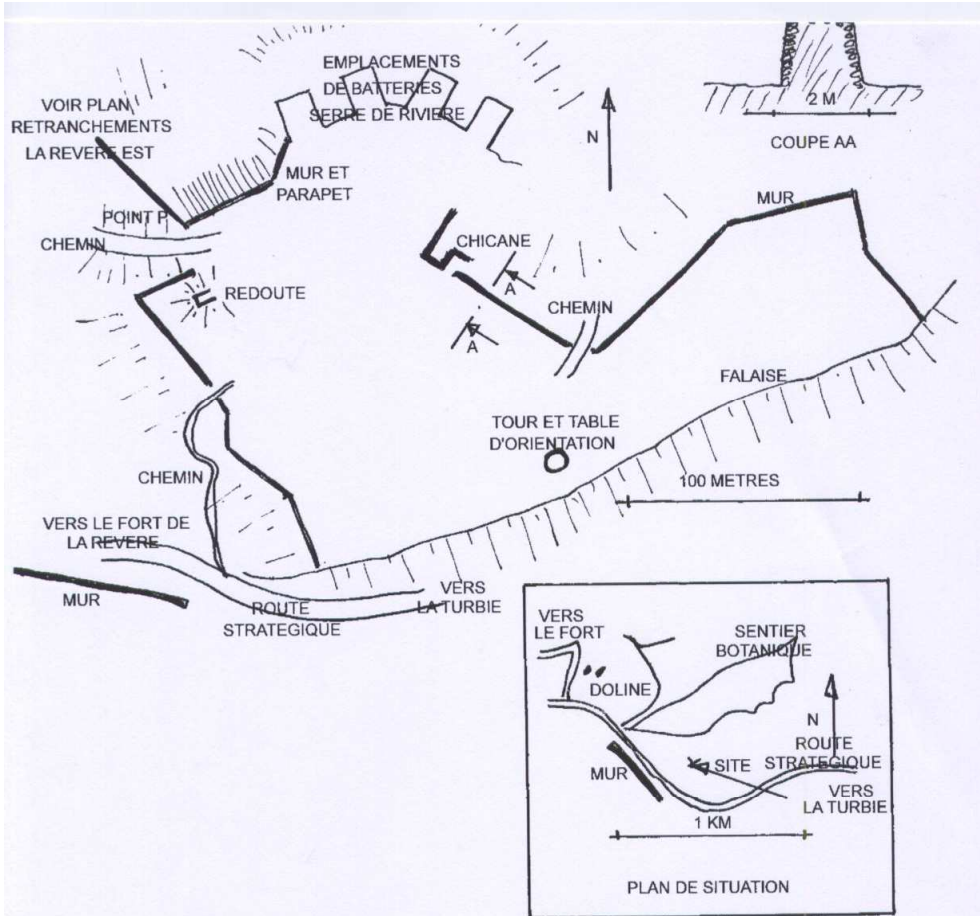 EMPLACEMENTS
DE BATTERIES
SERRE DE RIVIERE
VOIR PLAN
RETRANCHEMENTS
LA REVERE EST
2 M
COUPE AA
N
MUR ET
PARAPET
MUR
POINT P.
CHEMIN
CHICANE
A
REDOUTE
CHEMIN
A
FALAISE
TOUR ET TABLE
D'ORIENTATION
CHEMIN
100 METRES
VERS LE FORT DE
LA REVERE
MUR
ROUTE
STRATEGIQUE
VERS
LA TURBIE
VERS
LE FORT
SENTIER
BOTANIQUE
DOLINE
N
MUR
SITE
ROUTE
STRATEGIQUE
VERS
LA TURBIE
1 KM
PLAN DE SITUATION